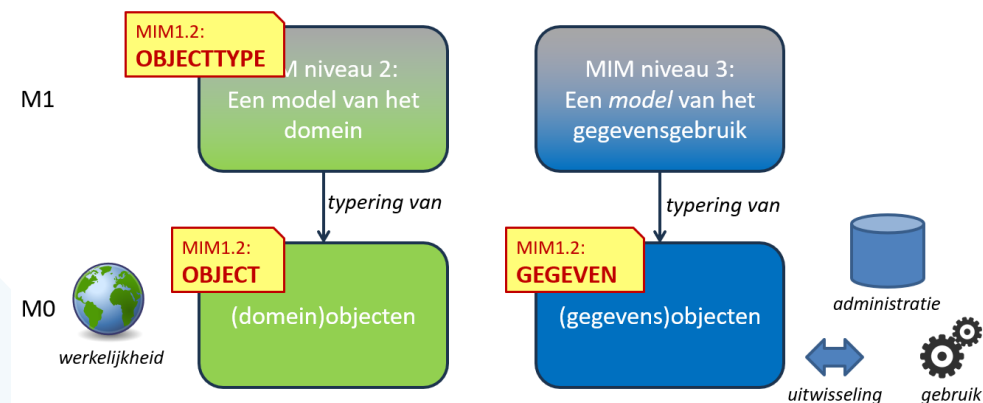 MIM1.2:
OBJECTTYPE
M niveau 2:
Een model van het
domein
MIM niveau 3:
Een model van het
gegevensgebruik
M1
typering van
typering van
MIM1.2:
OBJECT
MIM1.2:
GEGEVEN
M0
(domein)objecten
(gegevens)objecten
werkelijkheid
administratie
uitwisseling
gebruik